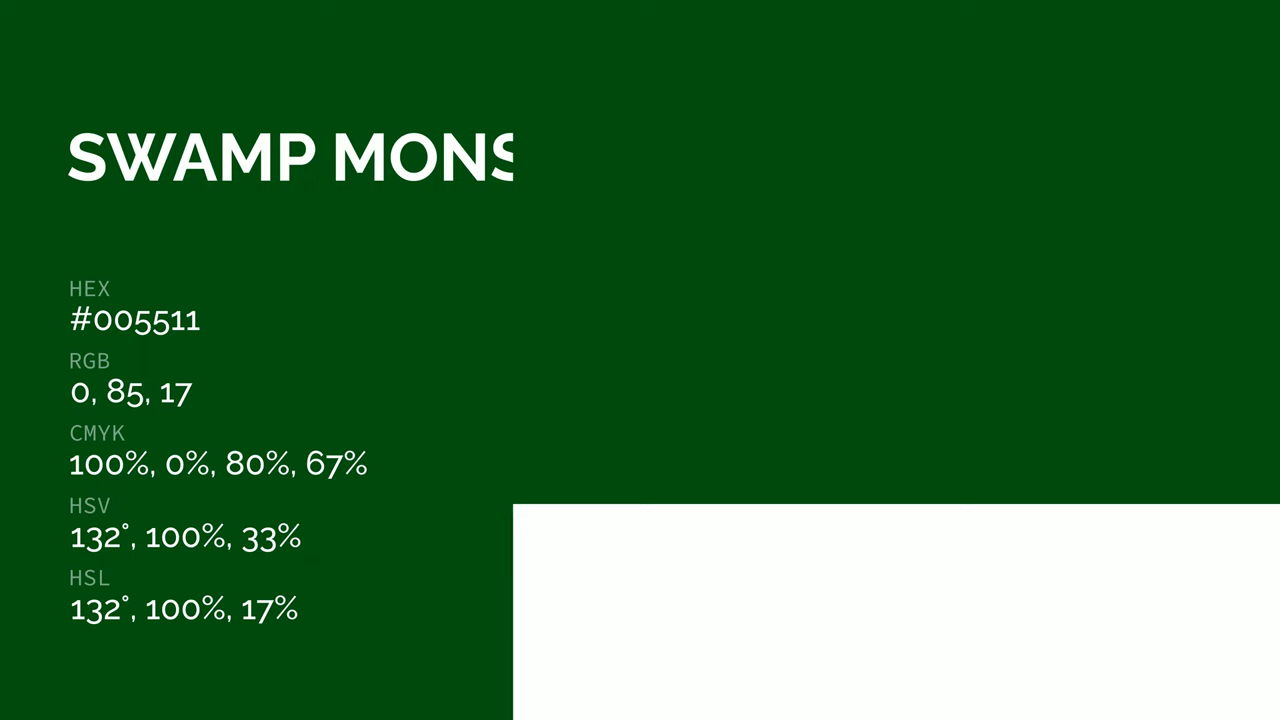 SWAMP MONS
HEX
#005511
RGB
0, 85, 17
CMYK
100%, 0%, 80%, 67%
HSV
132°, 100%, 33%
HSL
132°, 100%, 17%